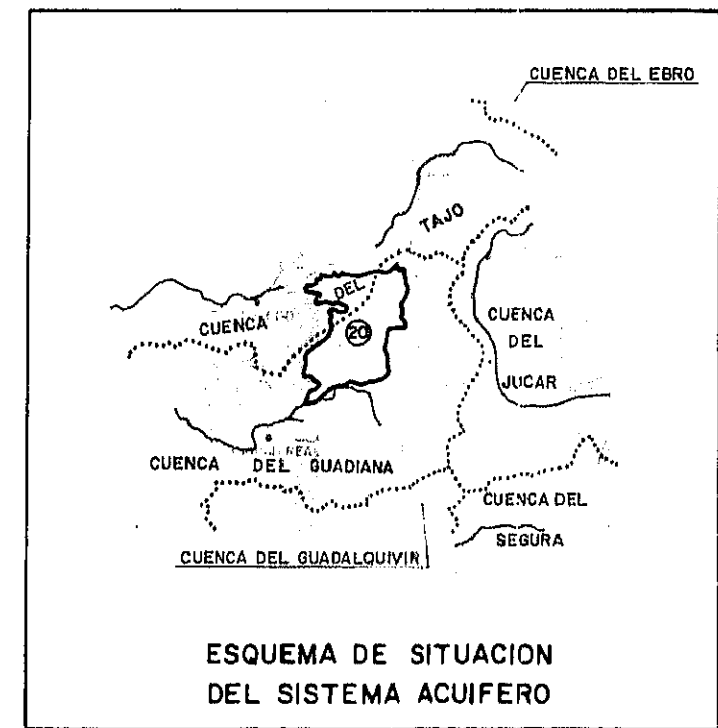 CUENCA DEL EBRO
TAJO
DEL
CUENCA
20
CUENCA
DEL
JUCAR
CUENCA DEL GUADIANA
CUENCA DEL
SEGURA
CUENCA DEL GUADALQUIVIR
ESQUEMA DE SITUACION
DEL SISTEMA ACUIFERO